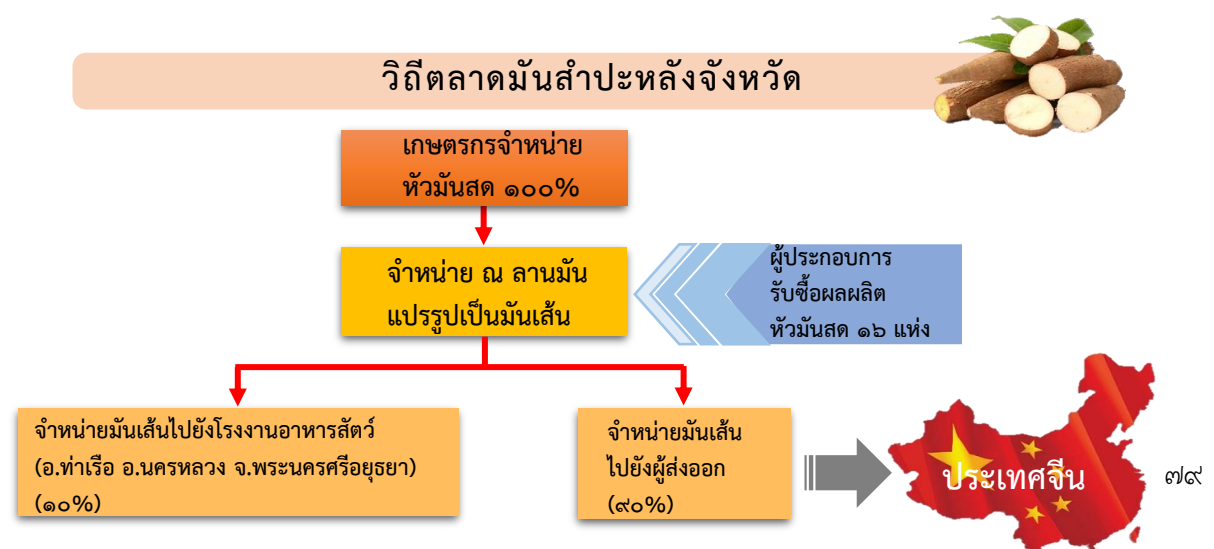 วิถีตลาดมันสำปะหลังจังหวัด
เกษตรกรจำหน่าย
หัวมันสด ๑๐๐%
จำหน่าย ณ ลานมัน
แปรรูปเป็นมันเส้น
ผู้ประกอบการ
รับซื้อผลผลิต
หัวมันสด ๑๖ แห่ง
จำหน่ายมันเส้นไปยังโรงงานอาหารสัตว์
(อ.ท่าเรือ อ.นครหลวง จ.พระนครศรีอยุธยา)
(๑๐%)
จำหน่ายมันเส้น
ไปยังผู้ส่งออก
(๙๐%)
ประเทศจีน
๗๙